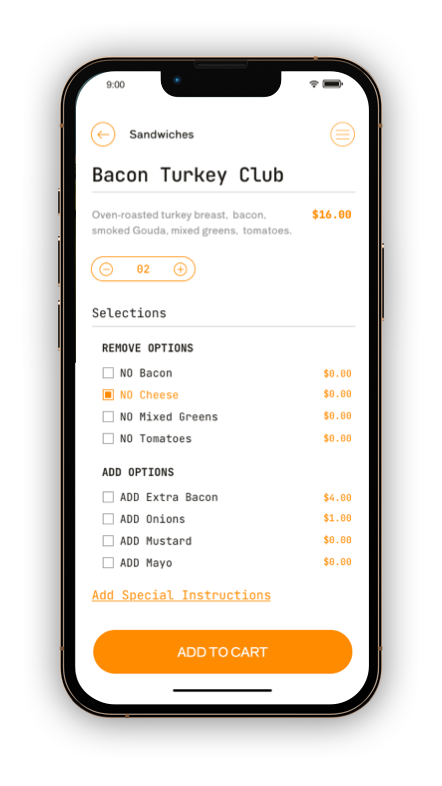 9:00
Sandwiches
Bacon Turkey Club
Oven-roasted turkey breast, bacon, $16.00
smoked Gouda, mixed greens, tomatoes.
02
Selections
REMOVE OPTIONS
NO Bacon $0.00
NO Cheese $0.00
NO Mixed Greens $0.00
NO Tomatoes $0.00
ADD OPTIONS
ADD Extra Bacon $4.00
ADD Onions $1.00
ADD Mustard $0.00
ADD Mayo $0.00
Add Special Instructions
ADD TO CART